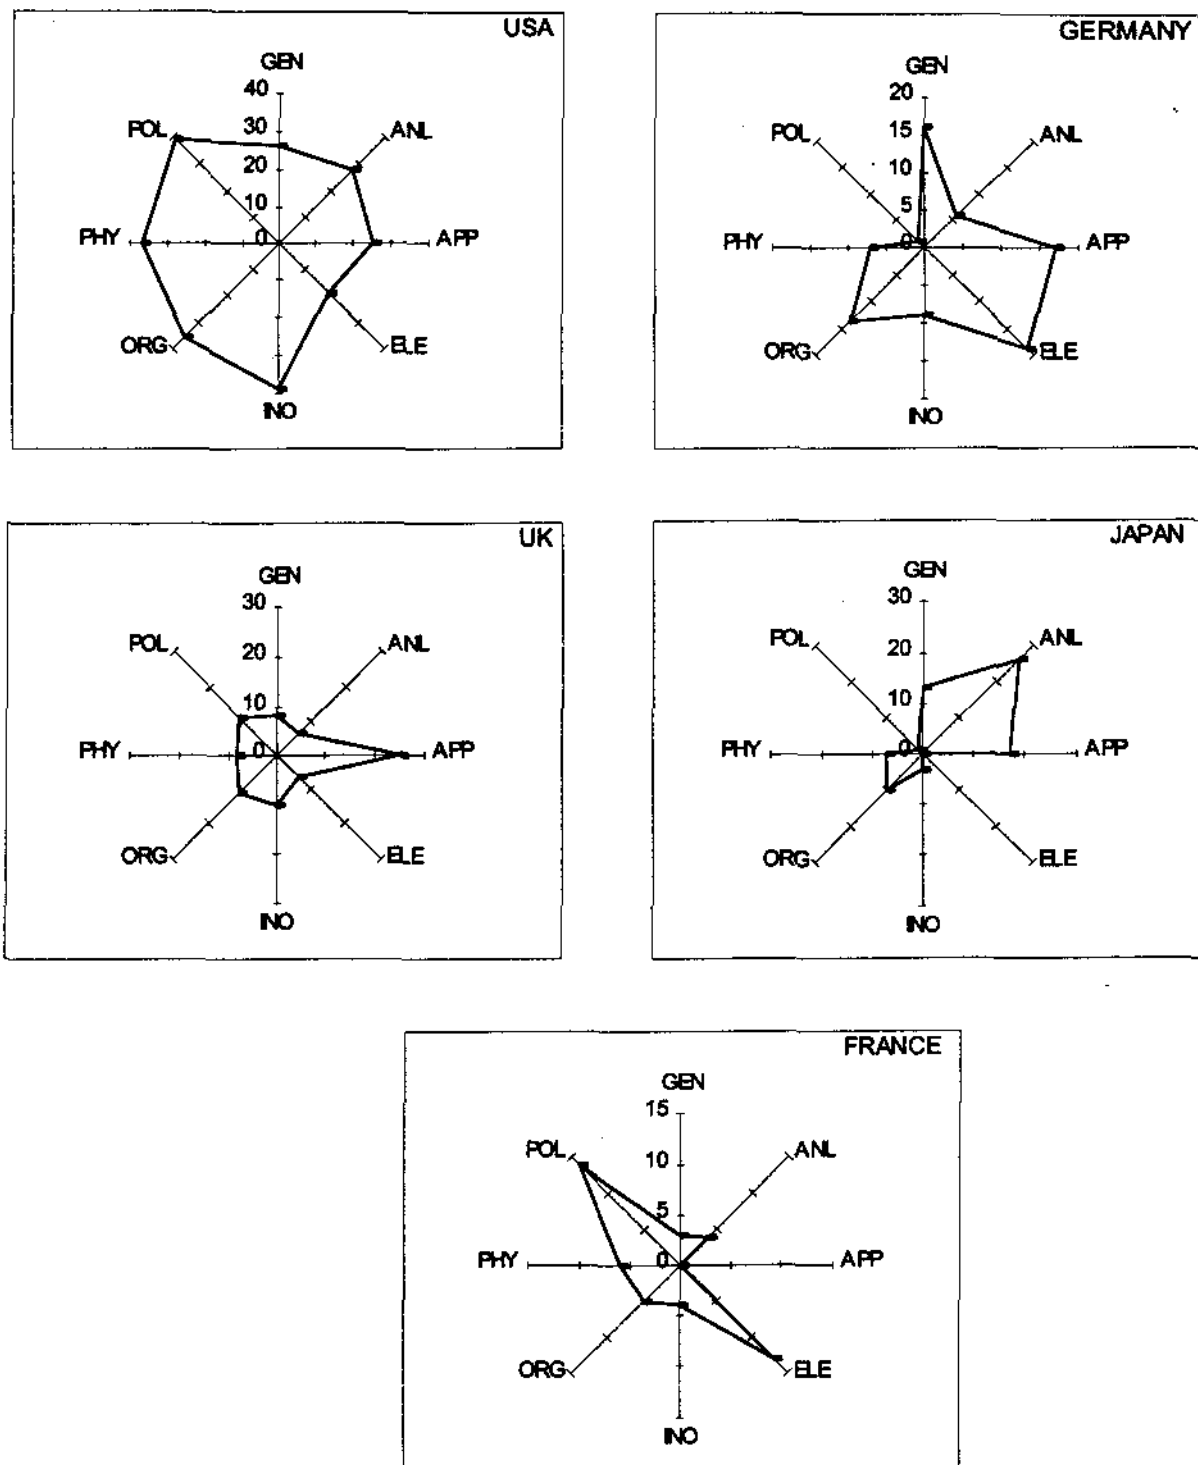 USA
GEN
40
POL
ANL
30
20
10
PHY
0
APP
ORG
ELE
INO
GERMANY
GEN
20
POL
ANL
15
10
5
PHY
0
APP
ORG
ELE
INO
UK
GEN
30
POL
ANL
20
10
PHY
0
APP
ORG
ELE
INO
JAPAN
GEN
30
POL
ANL
20
10
PHY
0
APP
ORG
ELE
INO
FRANCE
GEN
15
POL
ANL
10
5
PHY
0
APP
ORG
ELE
INO